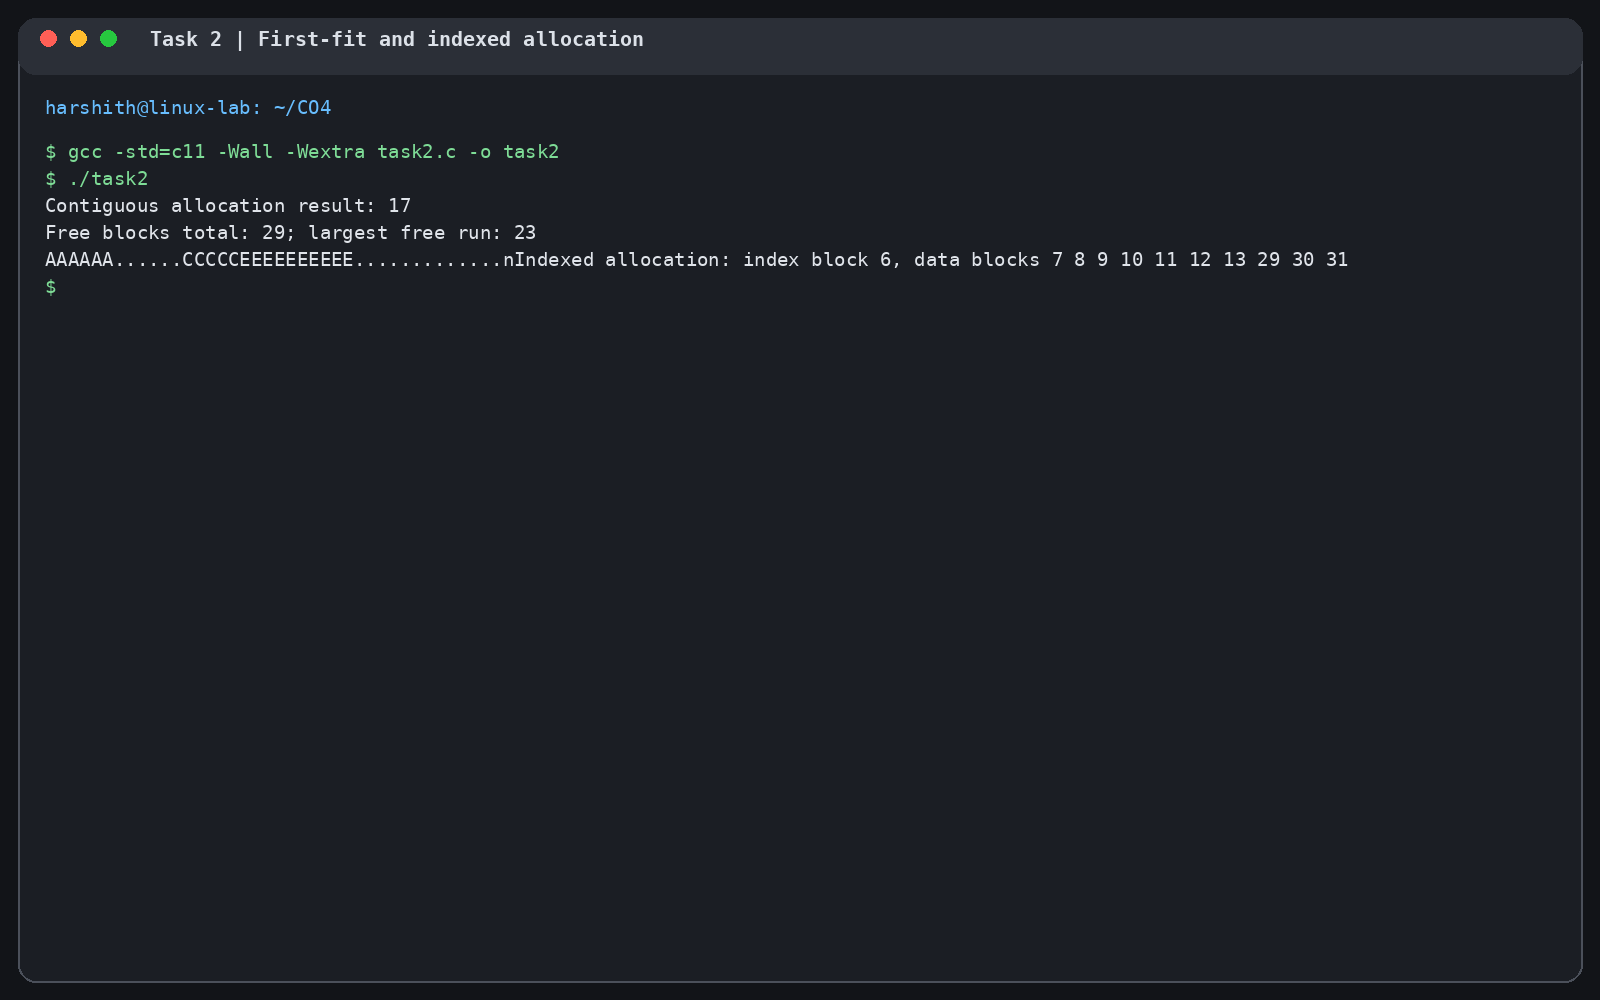 Task 2 | First-fit and indexed allocation
harshith@linux-lab: ~/CO4
$ gcc -std=c11 -Wall -Wextra task2.c -o task2
$ ./task2
Contiguous allocation result: 17
Free blocks total: 29; largest free run: 23
AAAAAA......CCCCCEEEEEEEEEE.............nIndexed allocation: index block 6, data blocks 7 8 9 10 11 12 13 29 30 31
$